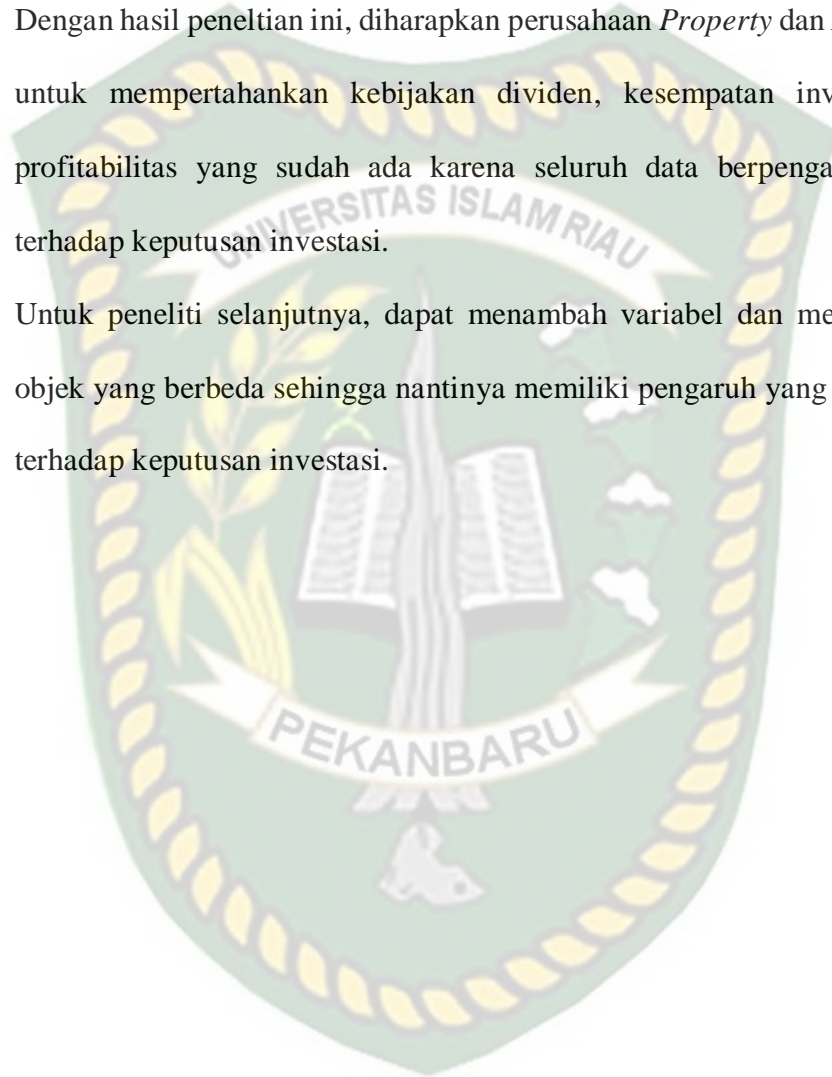 Dengan hasil peneltian ini, diharapkan perusahaan Property dan
untuk mempertahankan kebijakan dividen, kesempatan inv
profitabilitas yang sudah ada karena seluruh data berpenga
terhadap keputusan investasi.
Untuk peneliti selanjutnya, dapat menambah variabel dan me
objek yang berbeda sehingga nantinya memiliki pengaruh yang
terhadap keputusan investasi.
UNIVERSITAS ISLAM RIAU
PEKANBARU